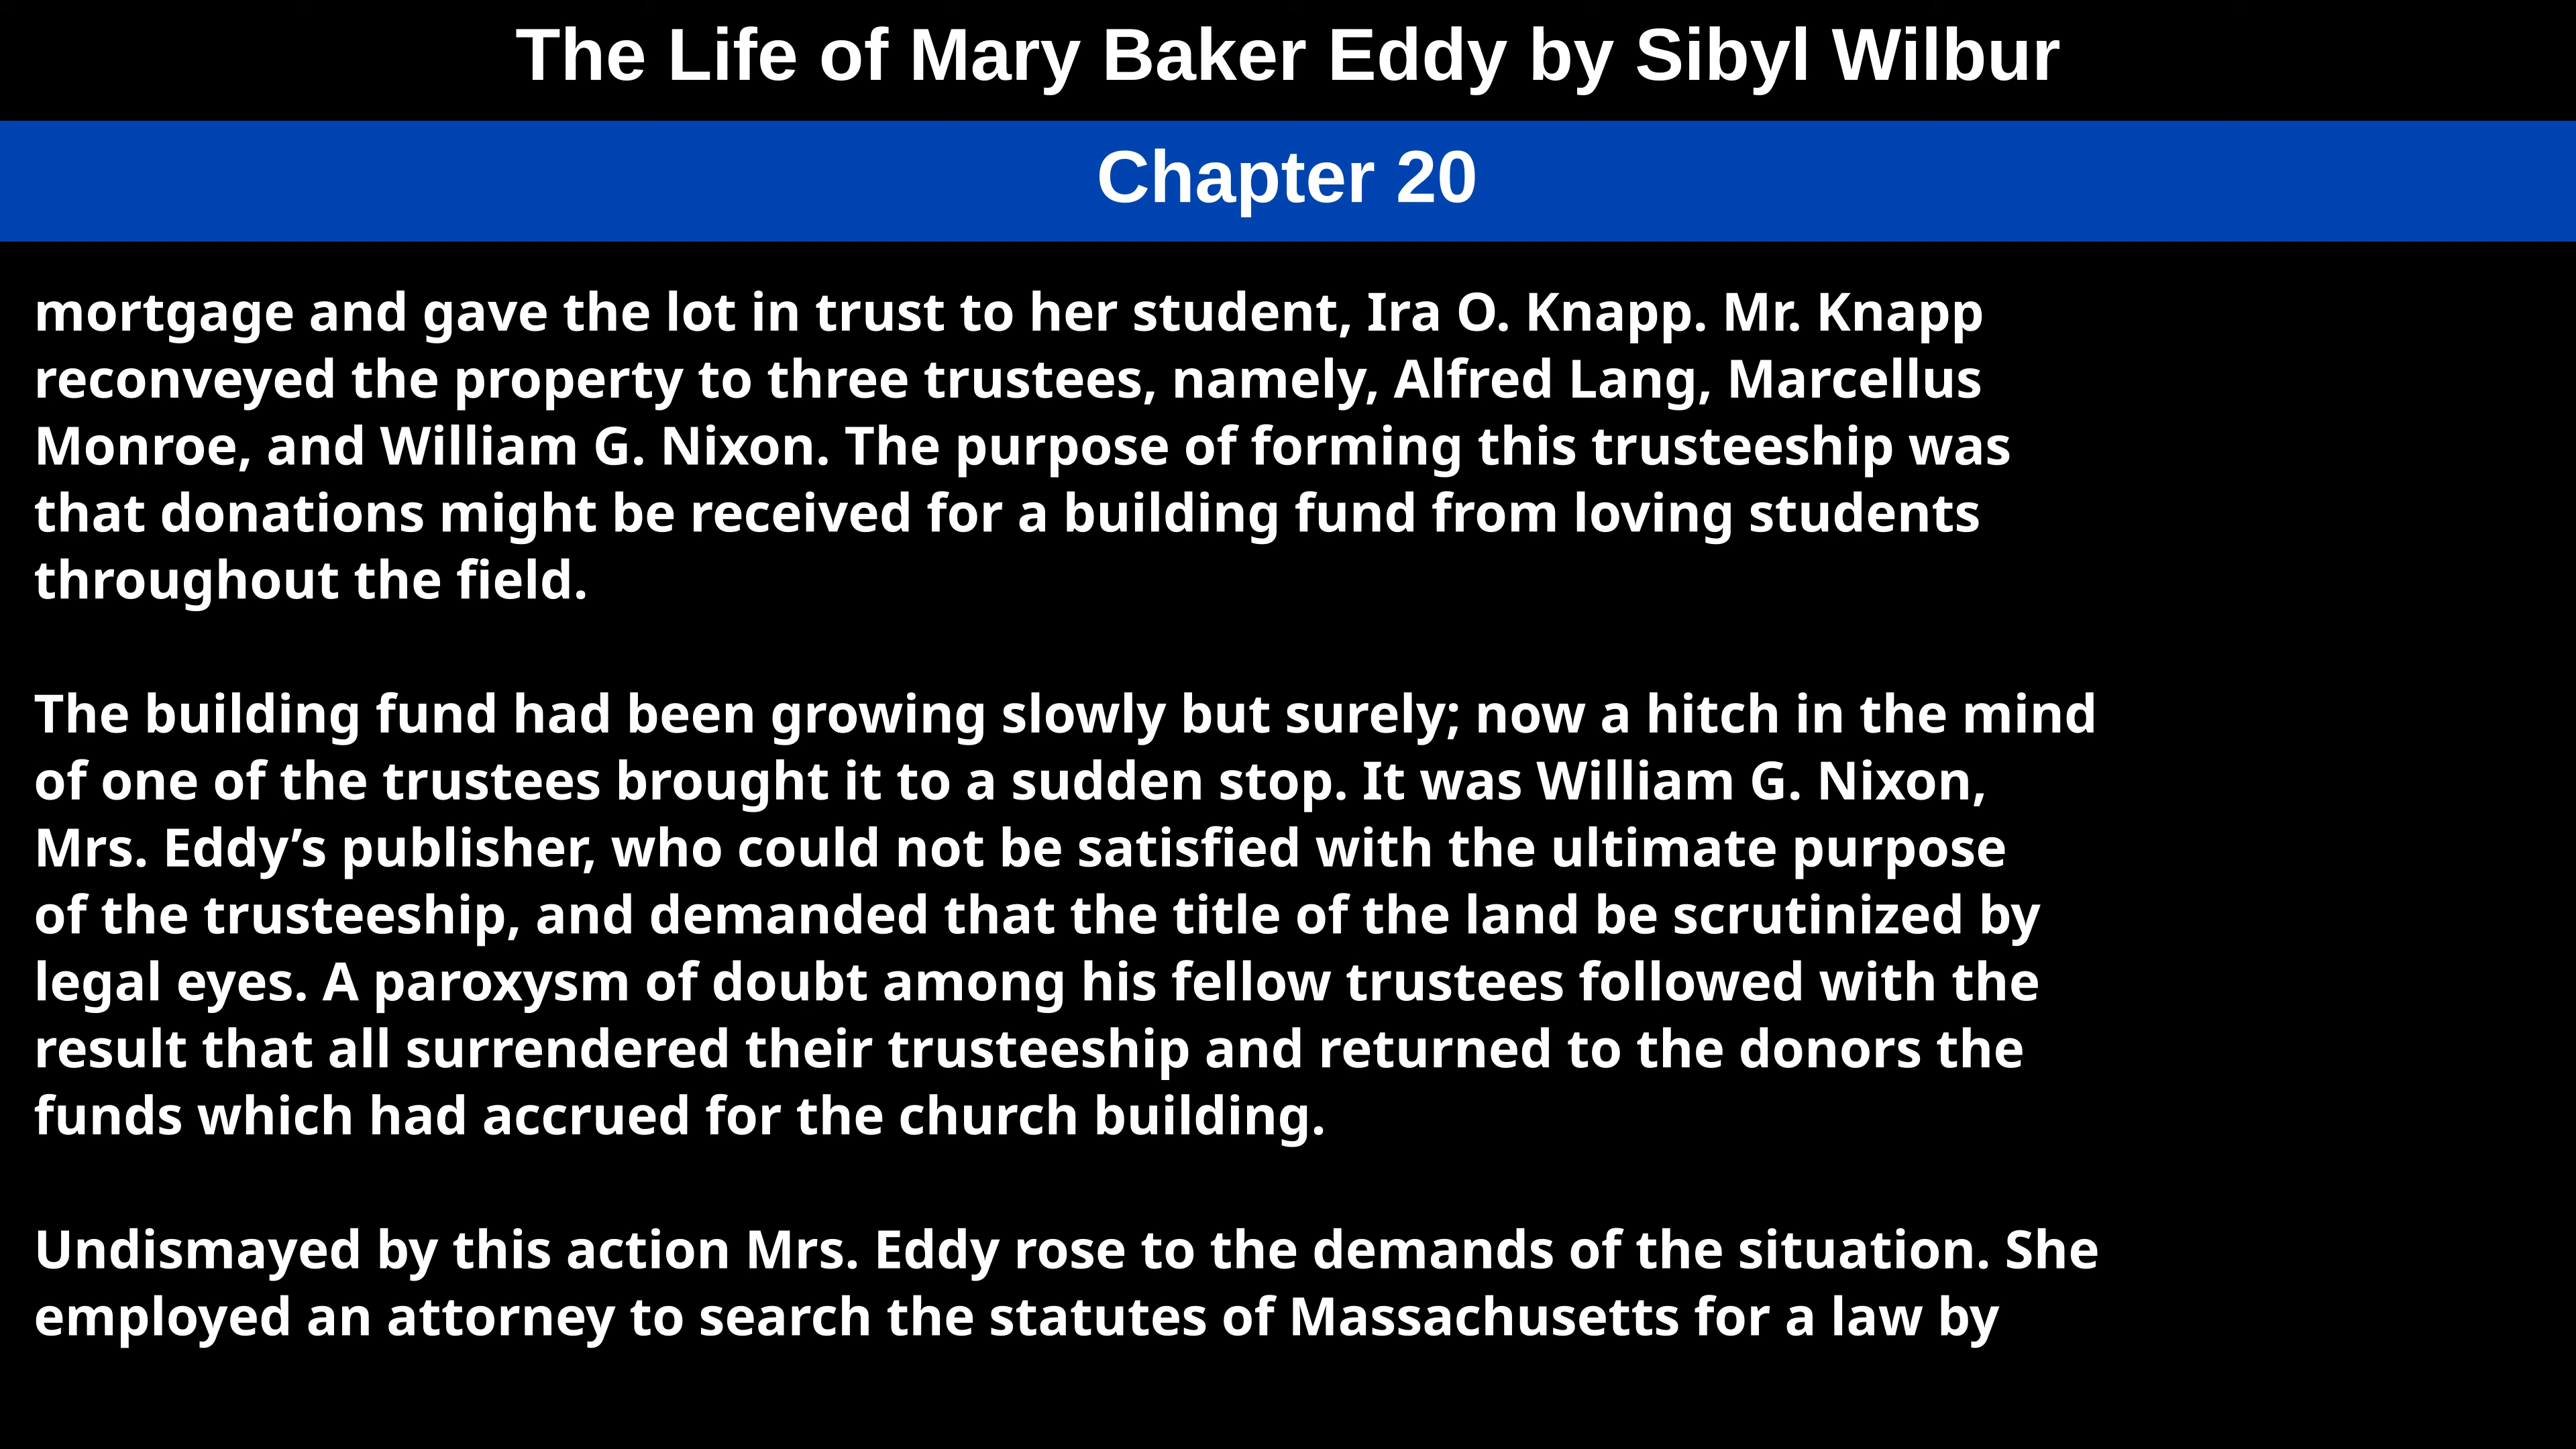 The Life of Mary Baker Eddy by Sibyl Wilbur
Chapter 20
mortgage and gave the lot in trust to her student, Ira O. Knapp. Mr. Knapp
reconveyed the property to three trustees, namely, Alfred Lang, Marcellus
Monroe, and William G. Nixon. The purpose of forming this trusteeship was
that donations might be received for a building fund from loving students
throughout the field.
The building fund had been growing slowly but surely; now a hitch in the mind
of one of the trustees brought it to a sudden stop. It was William G. Nixon,
Mrs. Eddy’s publisher, who could not be satisfied with the ultimate purpose
of the trusteeship, and demanded that the title of the land be scrutinized by
legal eyes. A paroxysm of doubt among his fellow trustees followed with the
result that all surrendered their trusteeship and returned to the donors the
funds which had accrued for the church building.
Undismayed by this action Mrs. Eddy rose to the demands of the situation. She
employed an attorney to search the statutes of Massachusetts for a law by